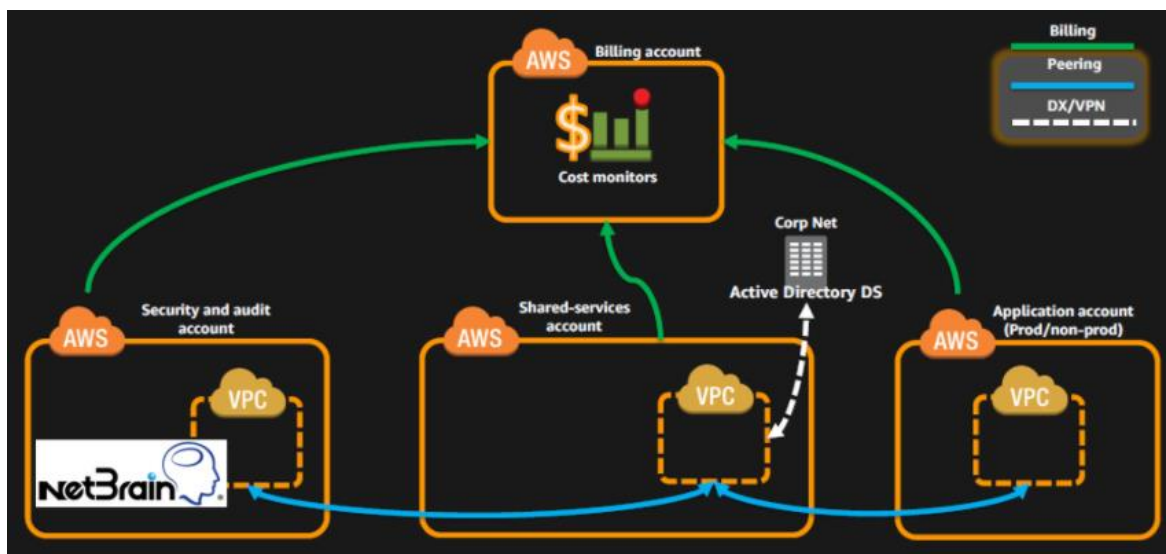 Billing
Peering
DX/VPN
AWS
Billing account
$
Cost monitors
Corp Net
Active Directory DS
AWS
Security and audit
account
VPC
NetBrain®
AWS
Shared-services
account
VPC
AWS
Application account
(Prod/non-prod)
VPC